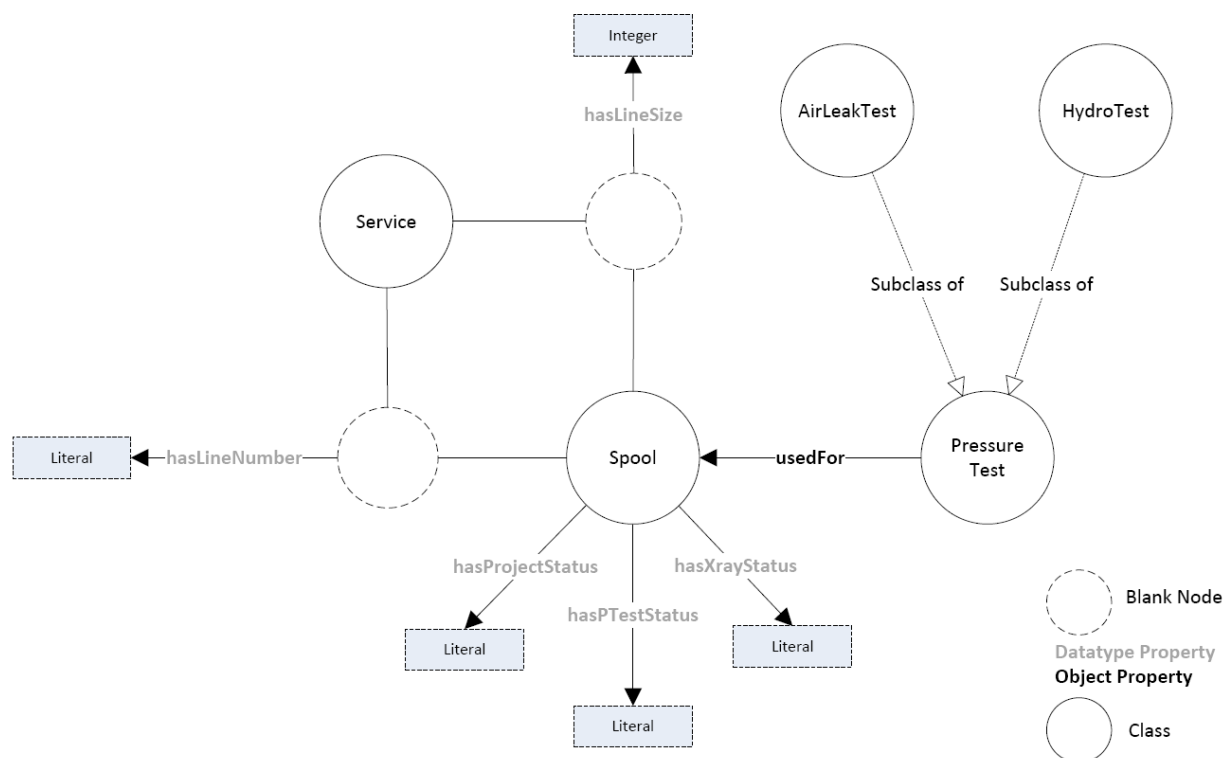 Integer
hasLineSize
AirLeakTest
HydroTest
Service
Subclass of
Subclass of
Literal
hasLineNumber
Spool
usedFor
Pressure
Test
hasProjectStatus
hasXrayStatus
hasPTestStatus
Literal
Literal
Literal
Blank Node
Datatype Property
Object Property
Class